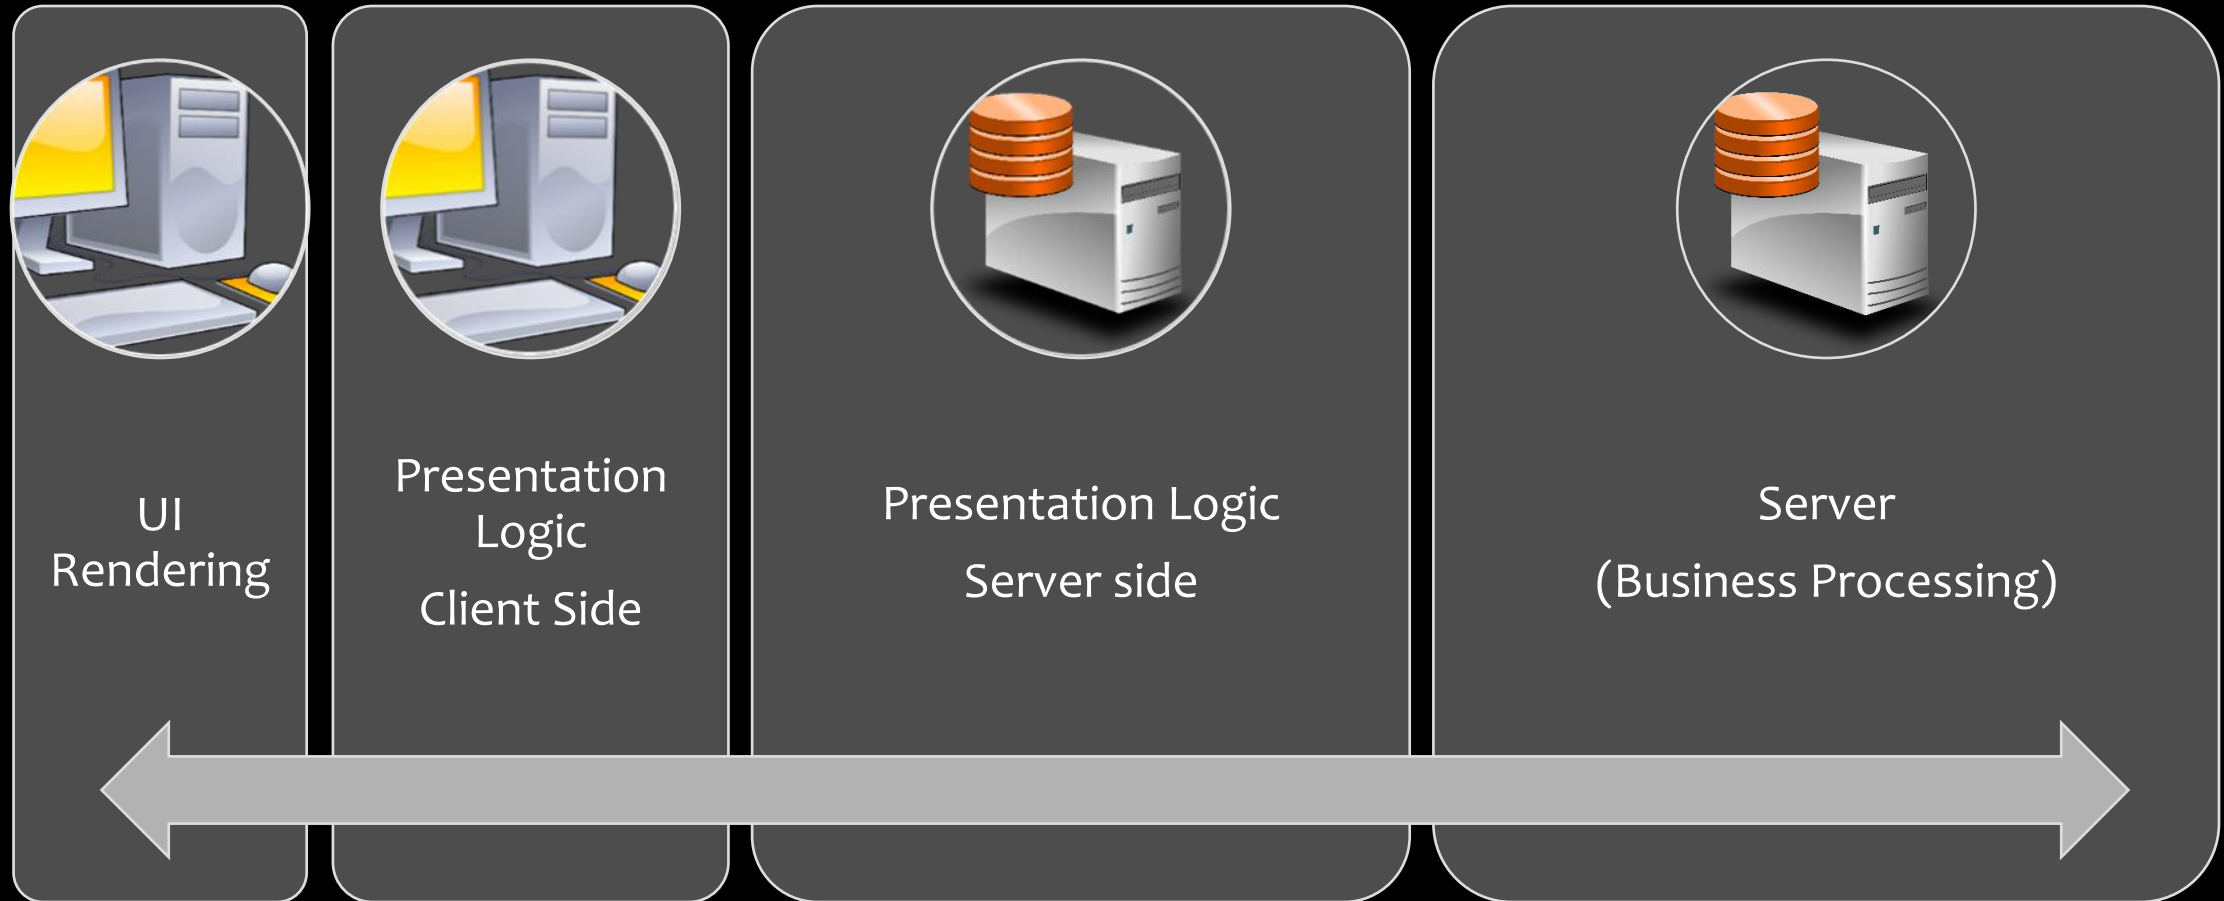 UI
Rendering
Presentation
Logic
Client Side
Presentation Logic
Server side
Server
(Business Processing)